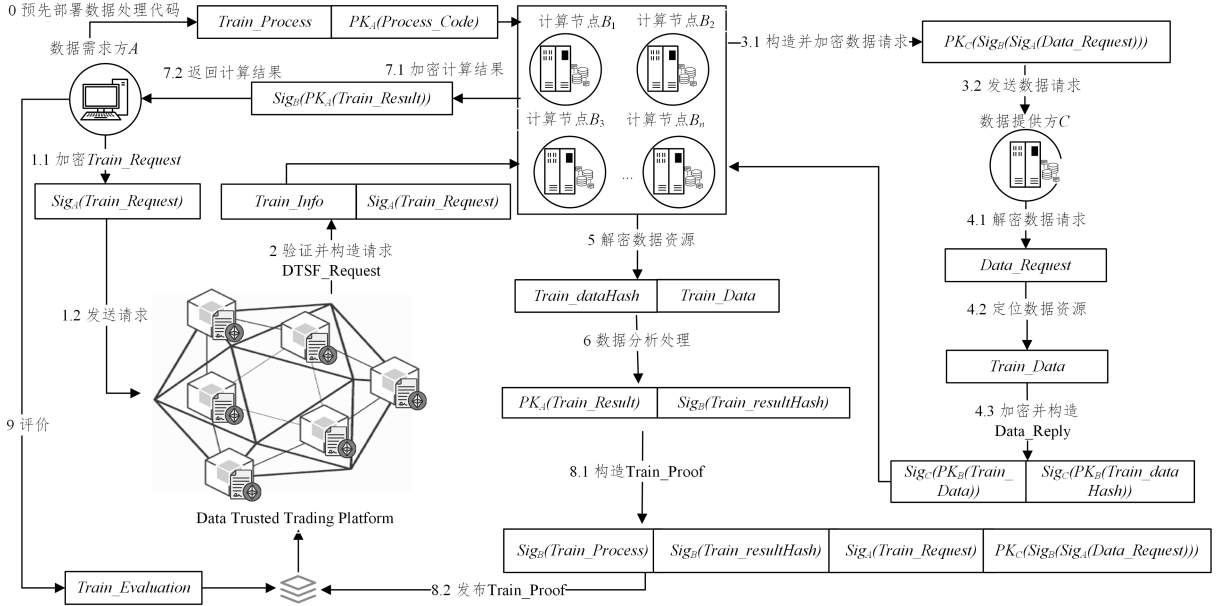 0 预先部署数据处理代码
Train_Process
PK_A(Process_Code)
数据需求方A
计算节点B_1
计算节点B_2
计算节点B_3
计算节点B_n
...
3.1 构造并加密数据请求
PK_C(Sig_B(Sig_A(Data_Request)))
7.2 返回计算结果
7.1 加密计算结果
Sig_B(PK_A(Train_Result))
3.2 发送数据请求
数据提供方C
1.1 加密Train_Request
Sig_A(Train_Request)
Train_Info
Sig_A(Train_Request)
2 验证并构造请求
DTSF_Request
5 解密数据资源
4.1 解密数据请求
Data_Request
Train_dataHash
Train_Data
1.2 发送请求
4.2 定位数据资源
6 数据分析处理
Train_Data
PK_A(Train_Result)
Sig_B(Train_resultHash)
4.3 加密并构造
Data_Reply
9 评价
8.1 构造Train_Proof
Sig_C(PK_B(Train_
Data))
Sig_C(PK_B(Train_data
Hash))
Data Trusted Trading Platform
Sig_B(Train_Process)
Sig_B(Train_resultHash)
Sig_A(Train_Request)
PK_C(Sig_B(Sig_A(Data_Request)))
Train_Evaluation
8.2 发布Train_Proof